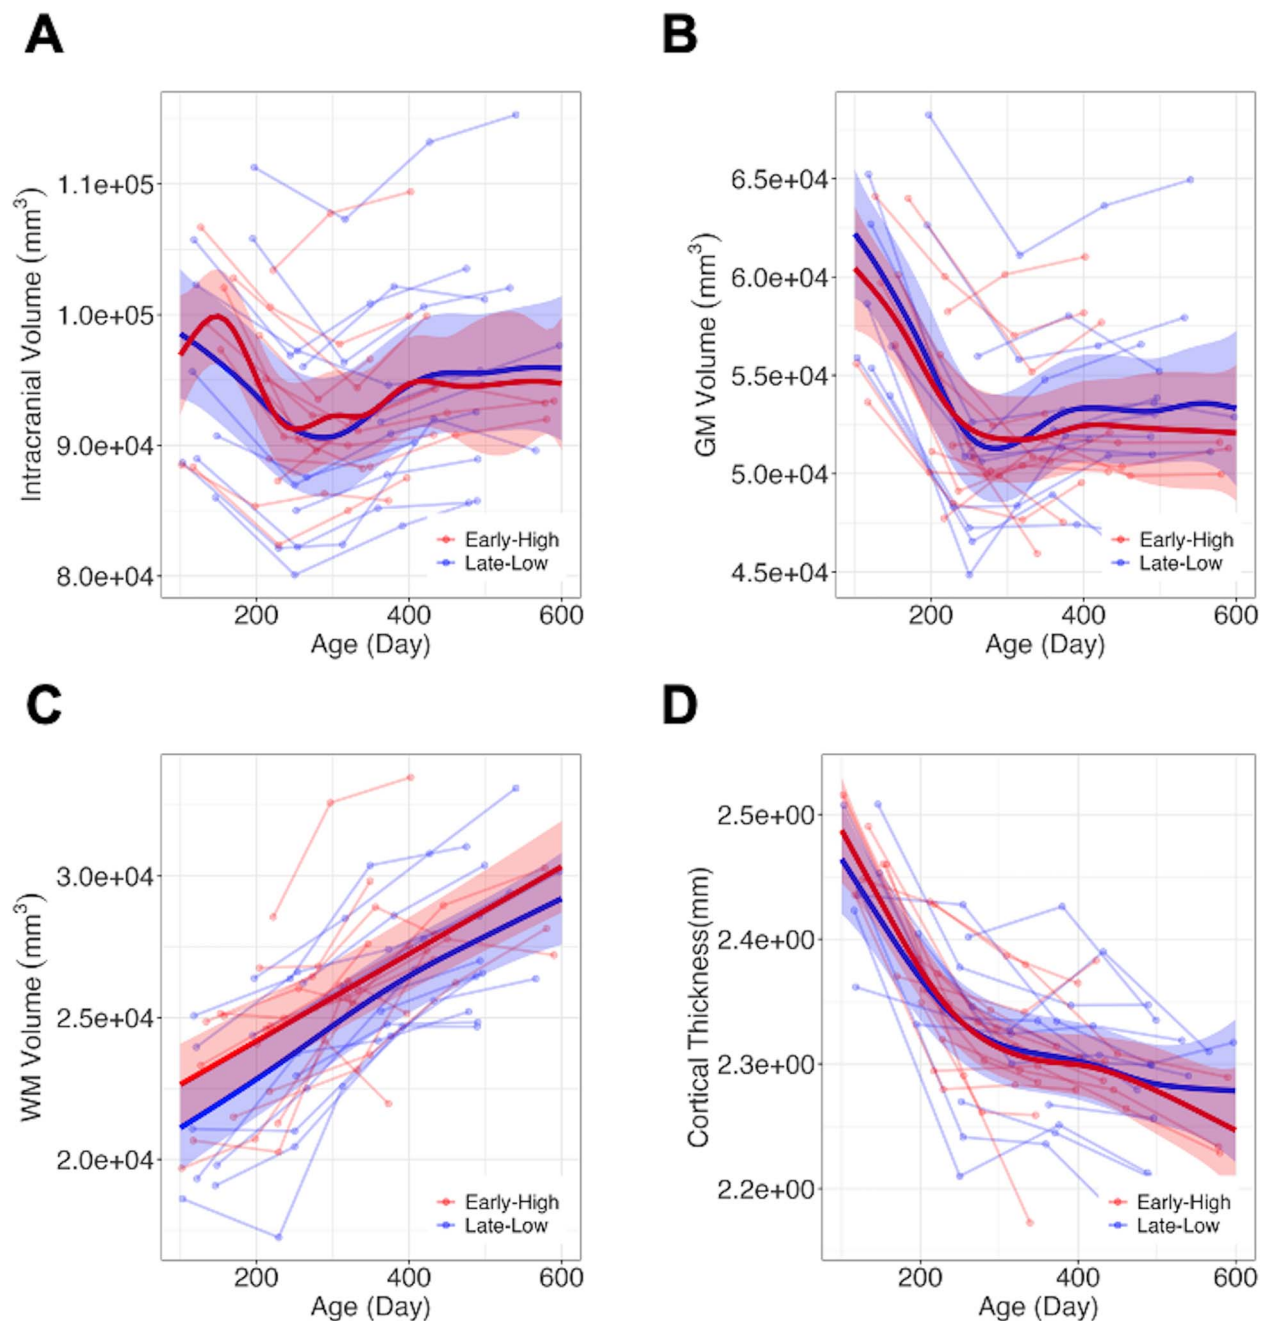 A
Intracranial Volume (mm³)
1.1e+05
1.0e+05
9.0e+04
8.0e+04
Early-High
Late-Low
200 400 600
Age (Day)
B
GM Volume (mm³)
6.5e+04
6.0e+04
5.5e+04
5.0e+04
4.5e+04
Early-High
Late-Low
200 400 600
Age (Day)
C
WM Volume (mm³)
3.0e+04
2.5e+04
2.0e+04
Early-High
Late-Low
200 400 600
Age (Day)
D
Cortical Thickness(mm)
2.5e+00
2.4e+00
2.3e+00
2.2e+00
Early-High
Late-Low
200 400 600
Age (Day)